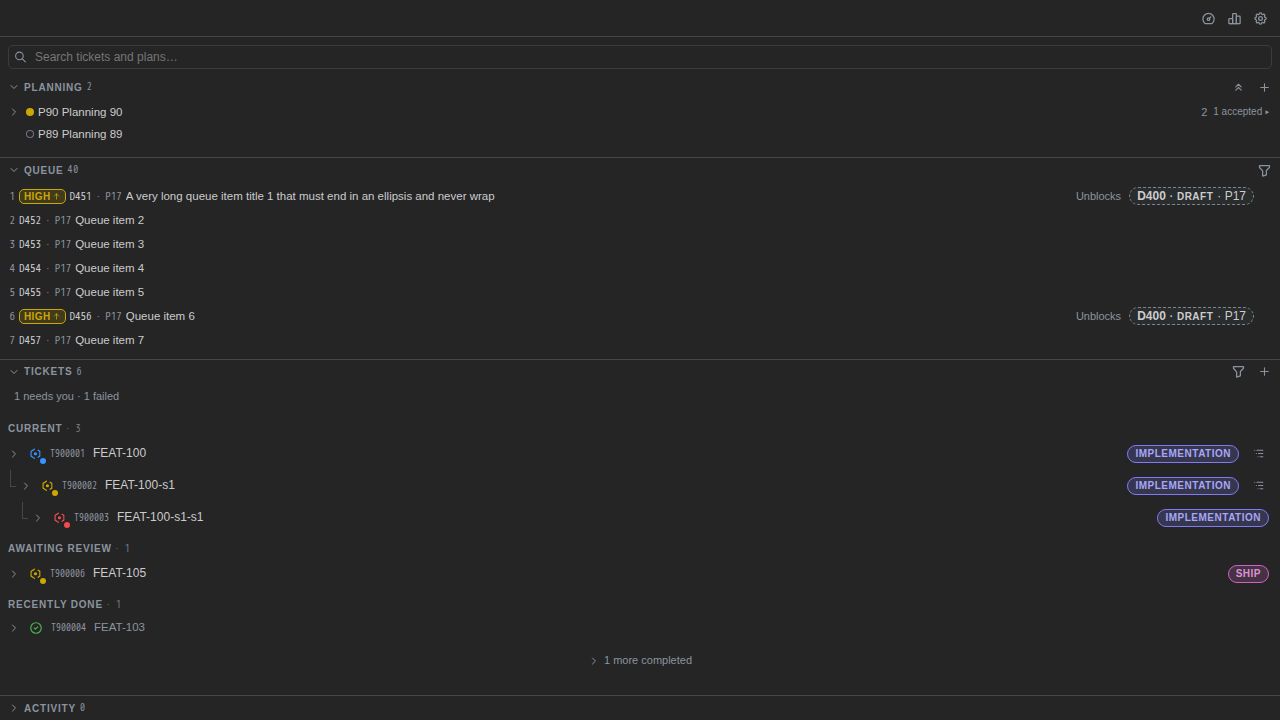 Search tickets and plans…
PLANNING 2
P90 Planning 90 2 1 accepted ▸
P89 Planning 89
QUEUE 40
1 HIGH ↑ D451 · P17 A very long queue item title 1 that must end in an ellipsis and never wrap Unblocks D400 · DRAFT · P17
2 D452 · P17 Queue item 2
3 D453 · P17 Queue item 3
4 D454 · P17 Queue item 4
5 D455 · P17 Queue item 5
6 HIGH ↑ D456 · P17 Queue item 6 Unblocks D400 · DRAFT · P17
7 D457 · P17 Queue item 7
TICKETS 6
1 needs you · 1 failed
CURRENT · 3
T900001 FEAT-100 IMPLEMENTATION
T900002 FEAT-100-s1 IMPLEMENTATION
T900003 FEAT-100-s1-s1 IMPLEMENTATION
AWAITING REVIEW · 1
T900006 FEAT-105 SHIP
RECENTLY DONE · 1
T900004 FEAT-103
1 more completed
ACTIVITY 0